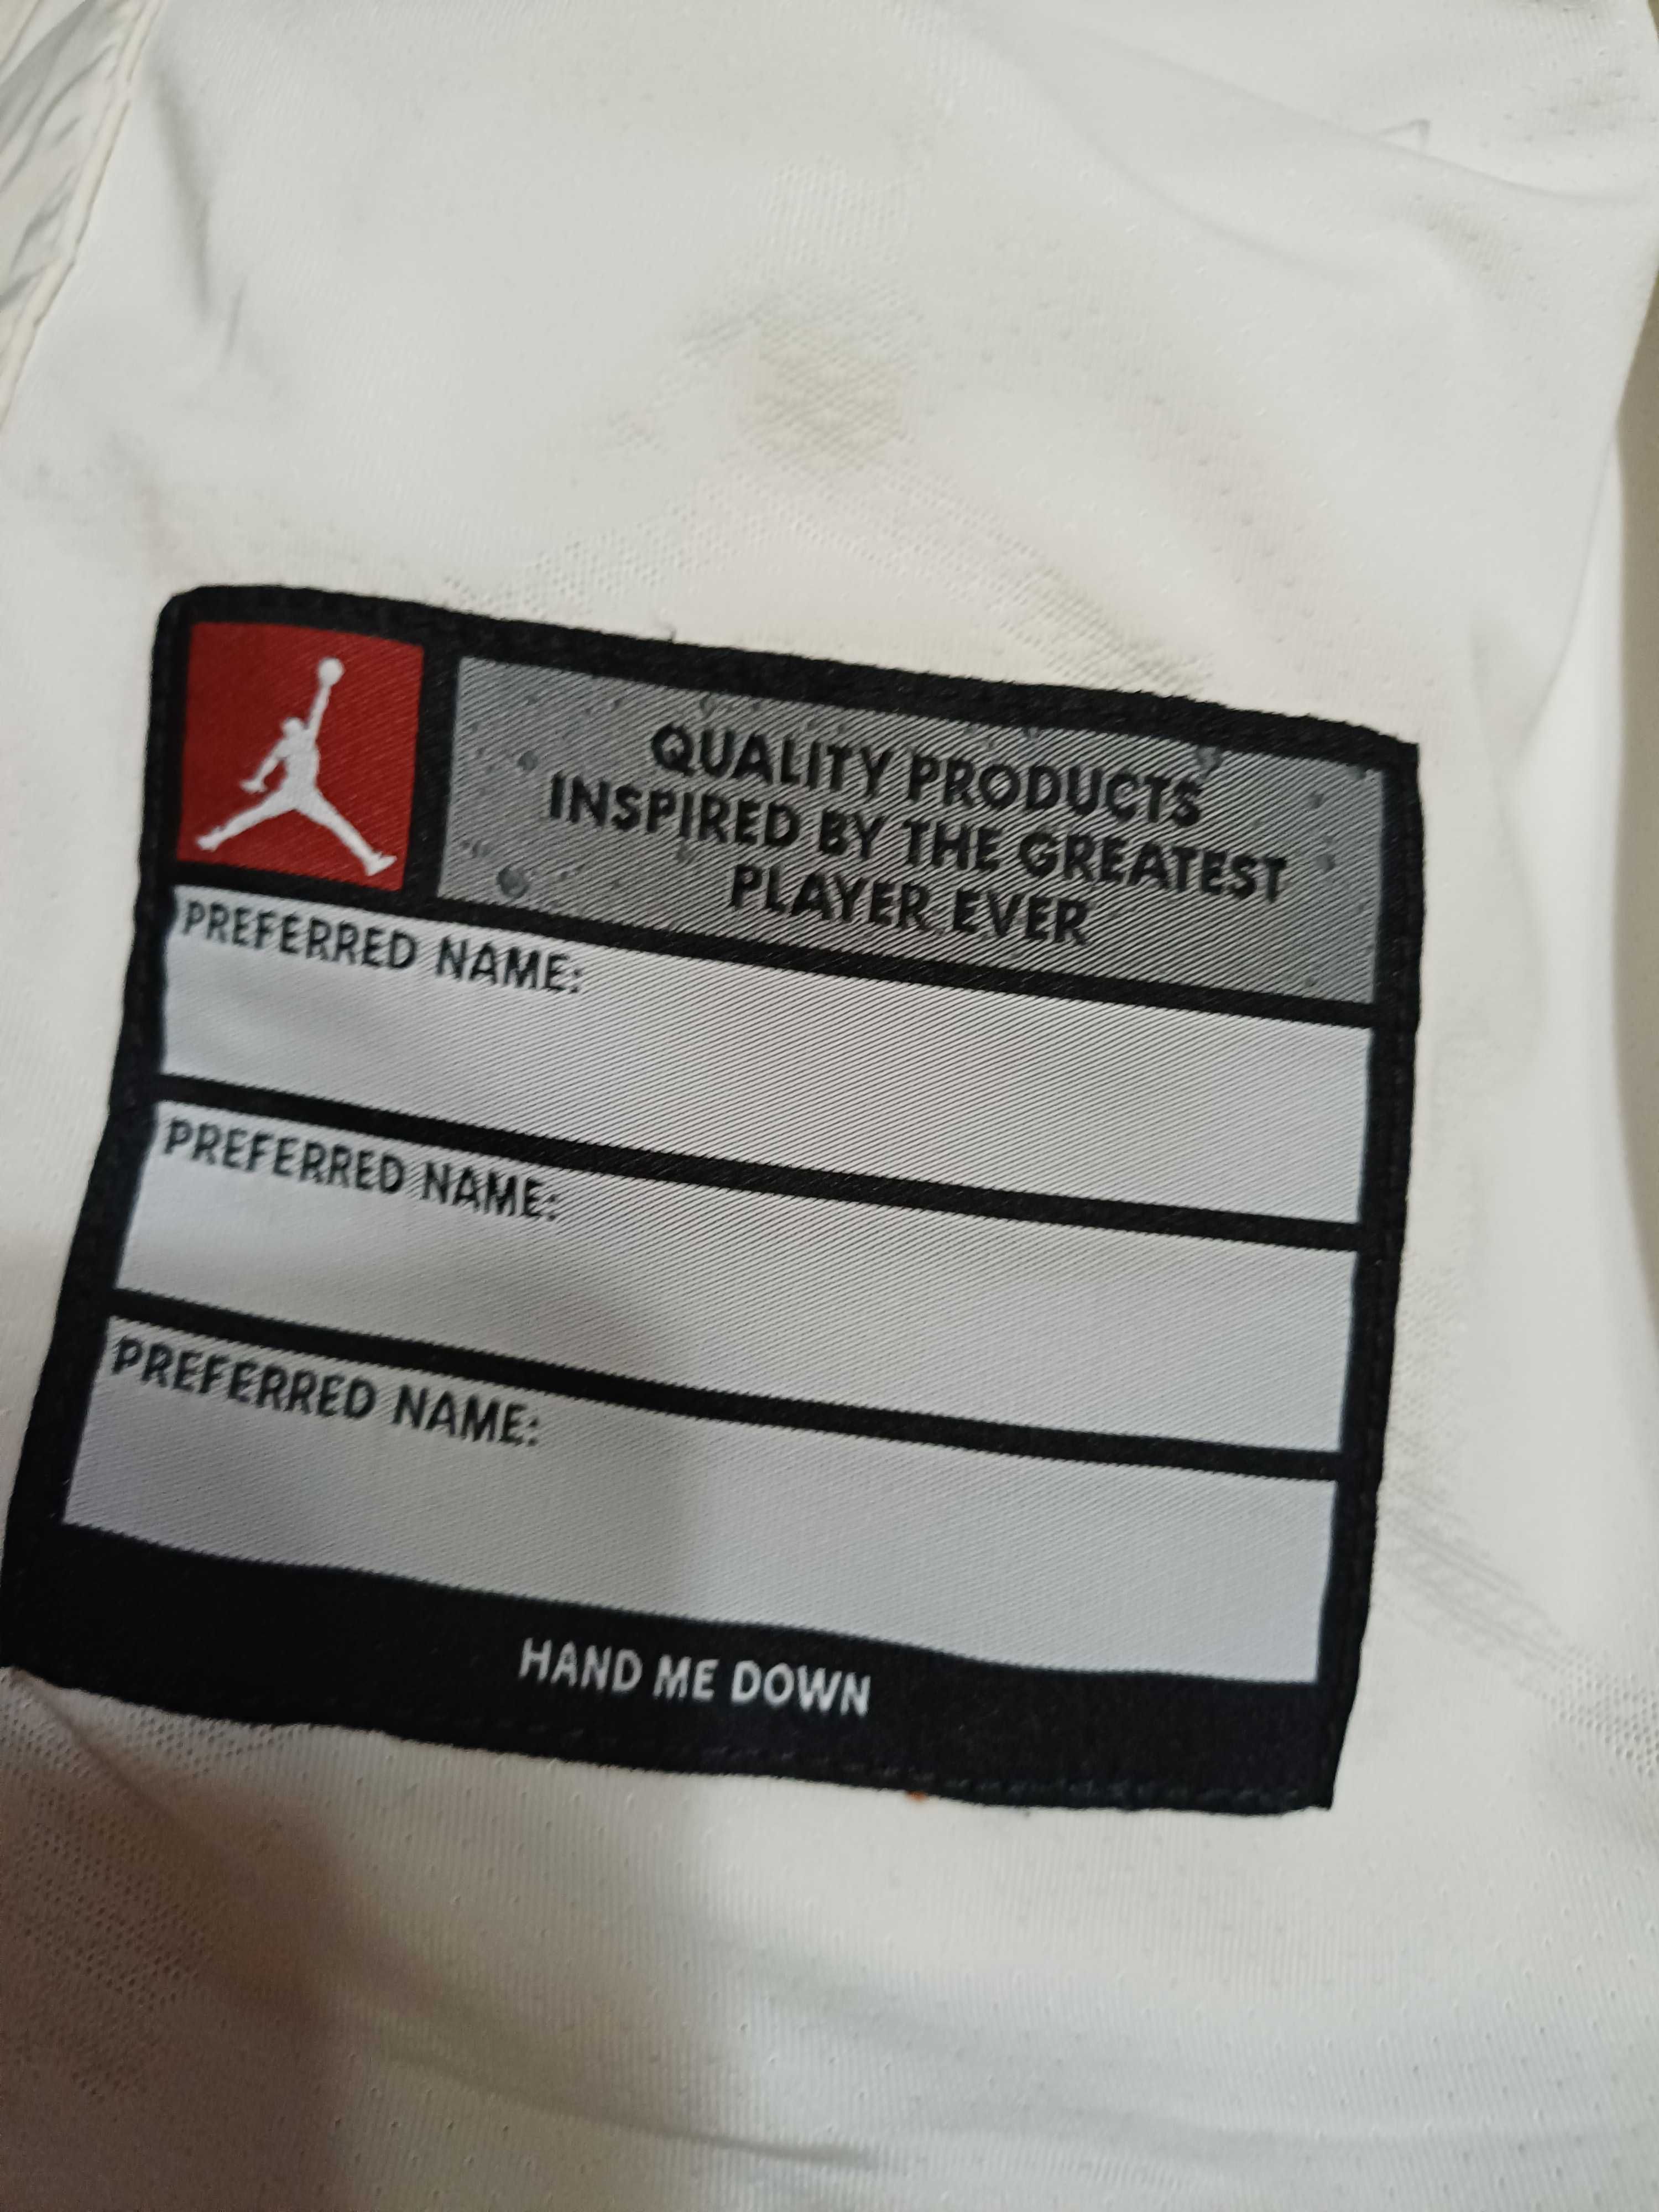 QUALITY PRODUCTS
INSPIRED BY THE GREATEST
PLAYER EVER
PREFERRED NAME:
PREFERRED NAME:
PREFERRED NAME:
HAND ME DOWN